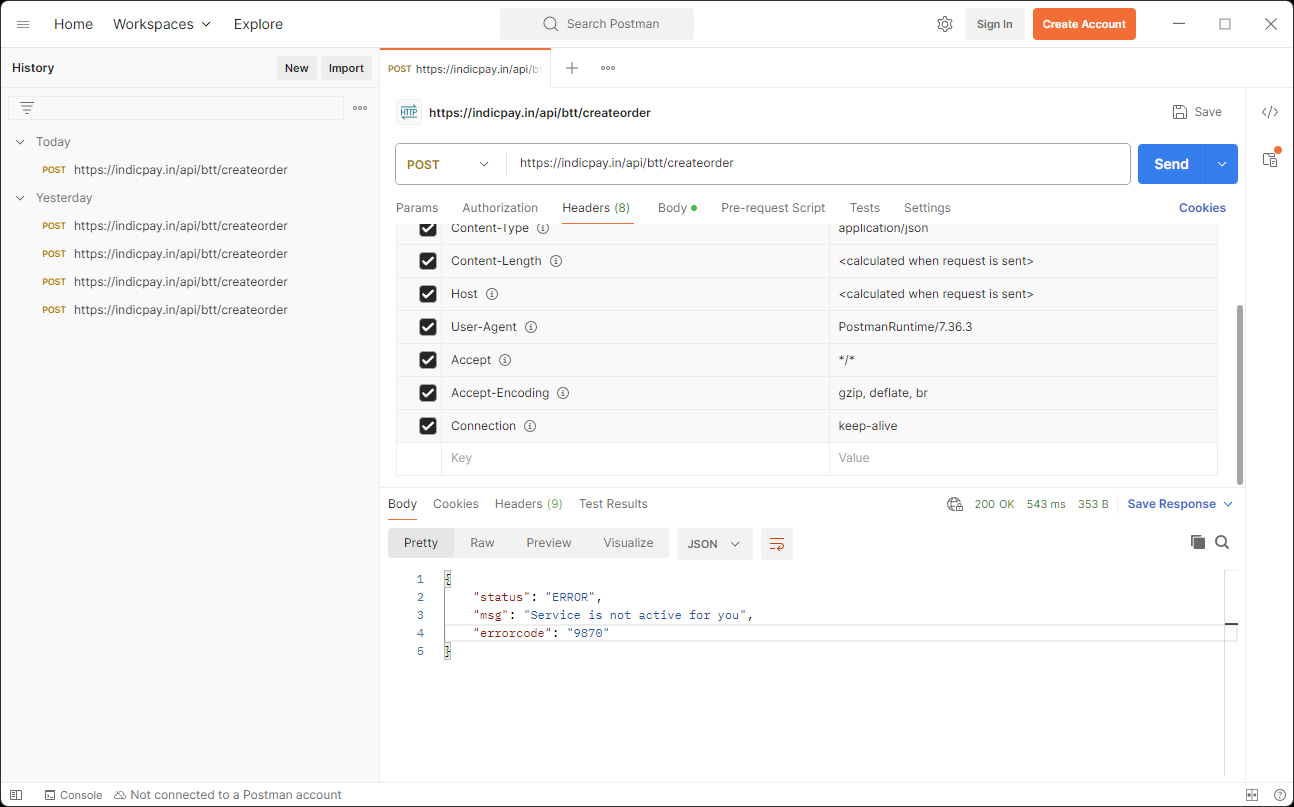 Home Workspaces Explore Search Postman Sign In Create Account
History New Import
POST https://indicpay.in/api/bt
HTTP https://indicpay.in/api/btt/createorder Save
Today
POST https://indicpay.in/api/btt/createorder
Yesterday
POST https://indicpay.in/api/btt/createorder
POST https://indicpay.in/api/btt/createorder
POST https://indicpay.in/api/btt/createorder
POST https://indicpay.in/api/btt/createorder
POST https://indicpay.in/api/btt/createorder Send
Params Authorization Headers (8) Body Pre-request Script Tests Settings Cookies
Content-Type application/json
Content-Length <calculated when request is sent>
Host <calculated when request is sent>
User-Agent PostmanRuntime/7.36.3
Accept */*
Accept-Encoding gzip, deflate, br
Connection keep-alive
Key Value
Body Cookies Headers (9) Test Results 200 OK 543 ms 353 B Save Response
Pretty Raw Preview Visualize JSON
1 {
2 "status": "ERROR",
3 "msg": "Service is not active for you",
4 "errorcode": "9870"
5 }
Console Not connected to a Postman account